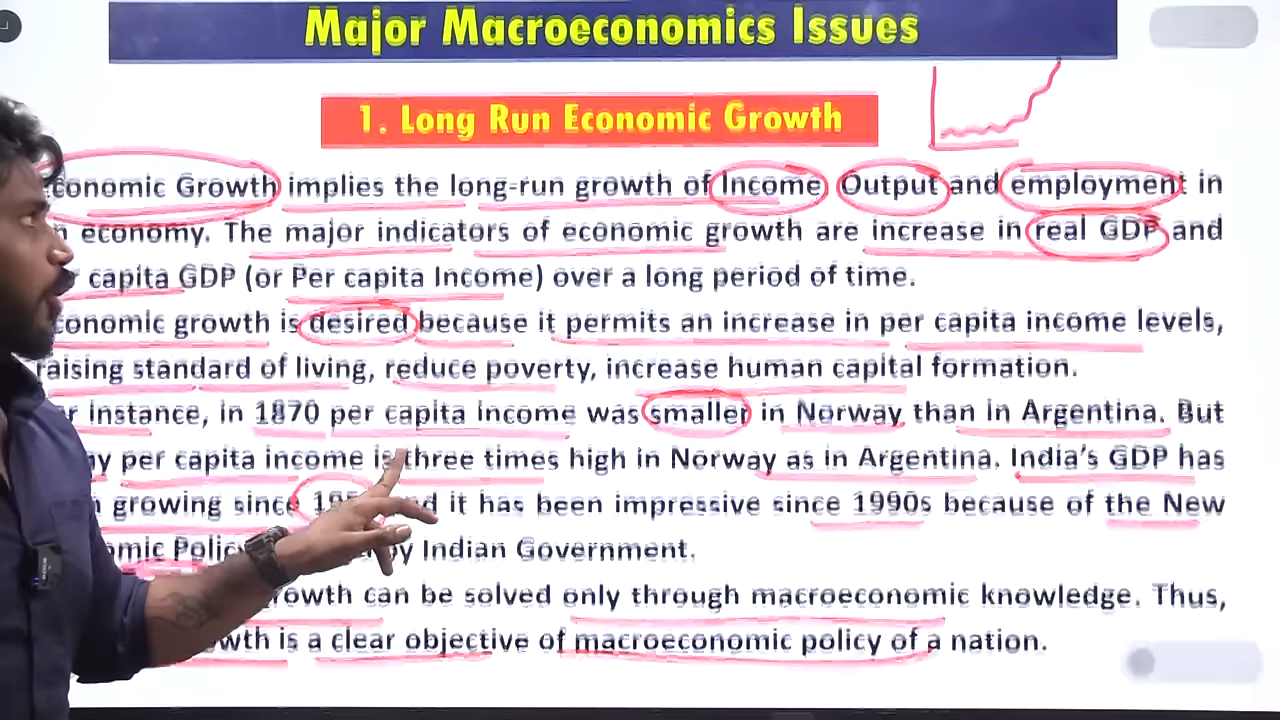 Major Macroeconomics Issues
1. Long Run Economic Growth
Economic Growth implies the long-run growth of Income Output and employment in
economy. The major indicators of economic growth are increase in real GDP and
capita GDP (or Per capita Income) over a long period of time.
Economic growth is desired because it permits an increase in per capita income levels,
raising standard of living, reduce poverty, increase human capital formation.
instance, in 1870 per capita income was smaller in Norway than in Argentina. But
per capita income is three times high in Norway as in Argentina. India's GDP has
growing since and it has been impressive since 1990s because of the New
by Indian Government.
can be solved only through macroeconomic knowledge. Thus,
is a clear objective of macroeconomic policy of a nation.